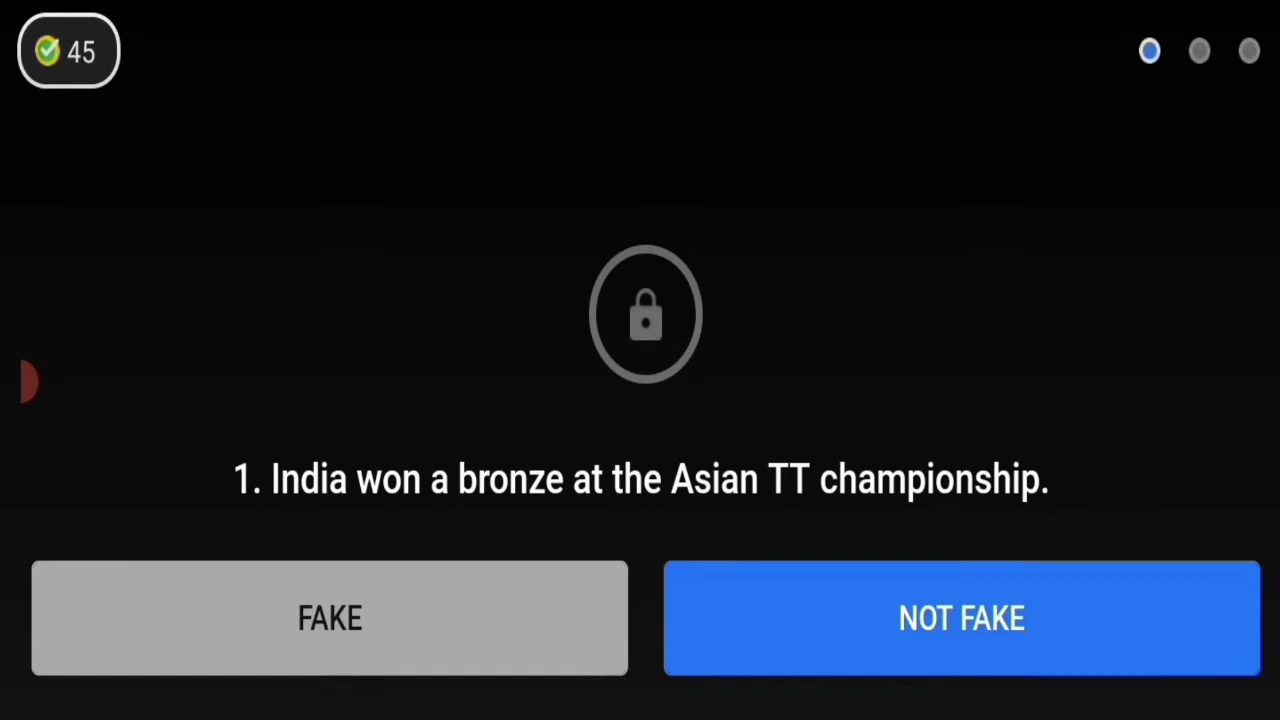 45
1. India won a bronze at the Asian TT championship.
FAKE
NOT FAKE